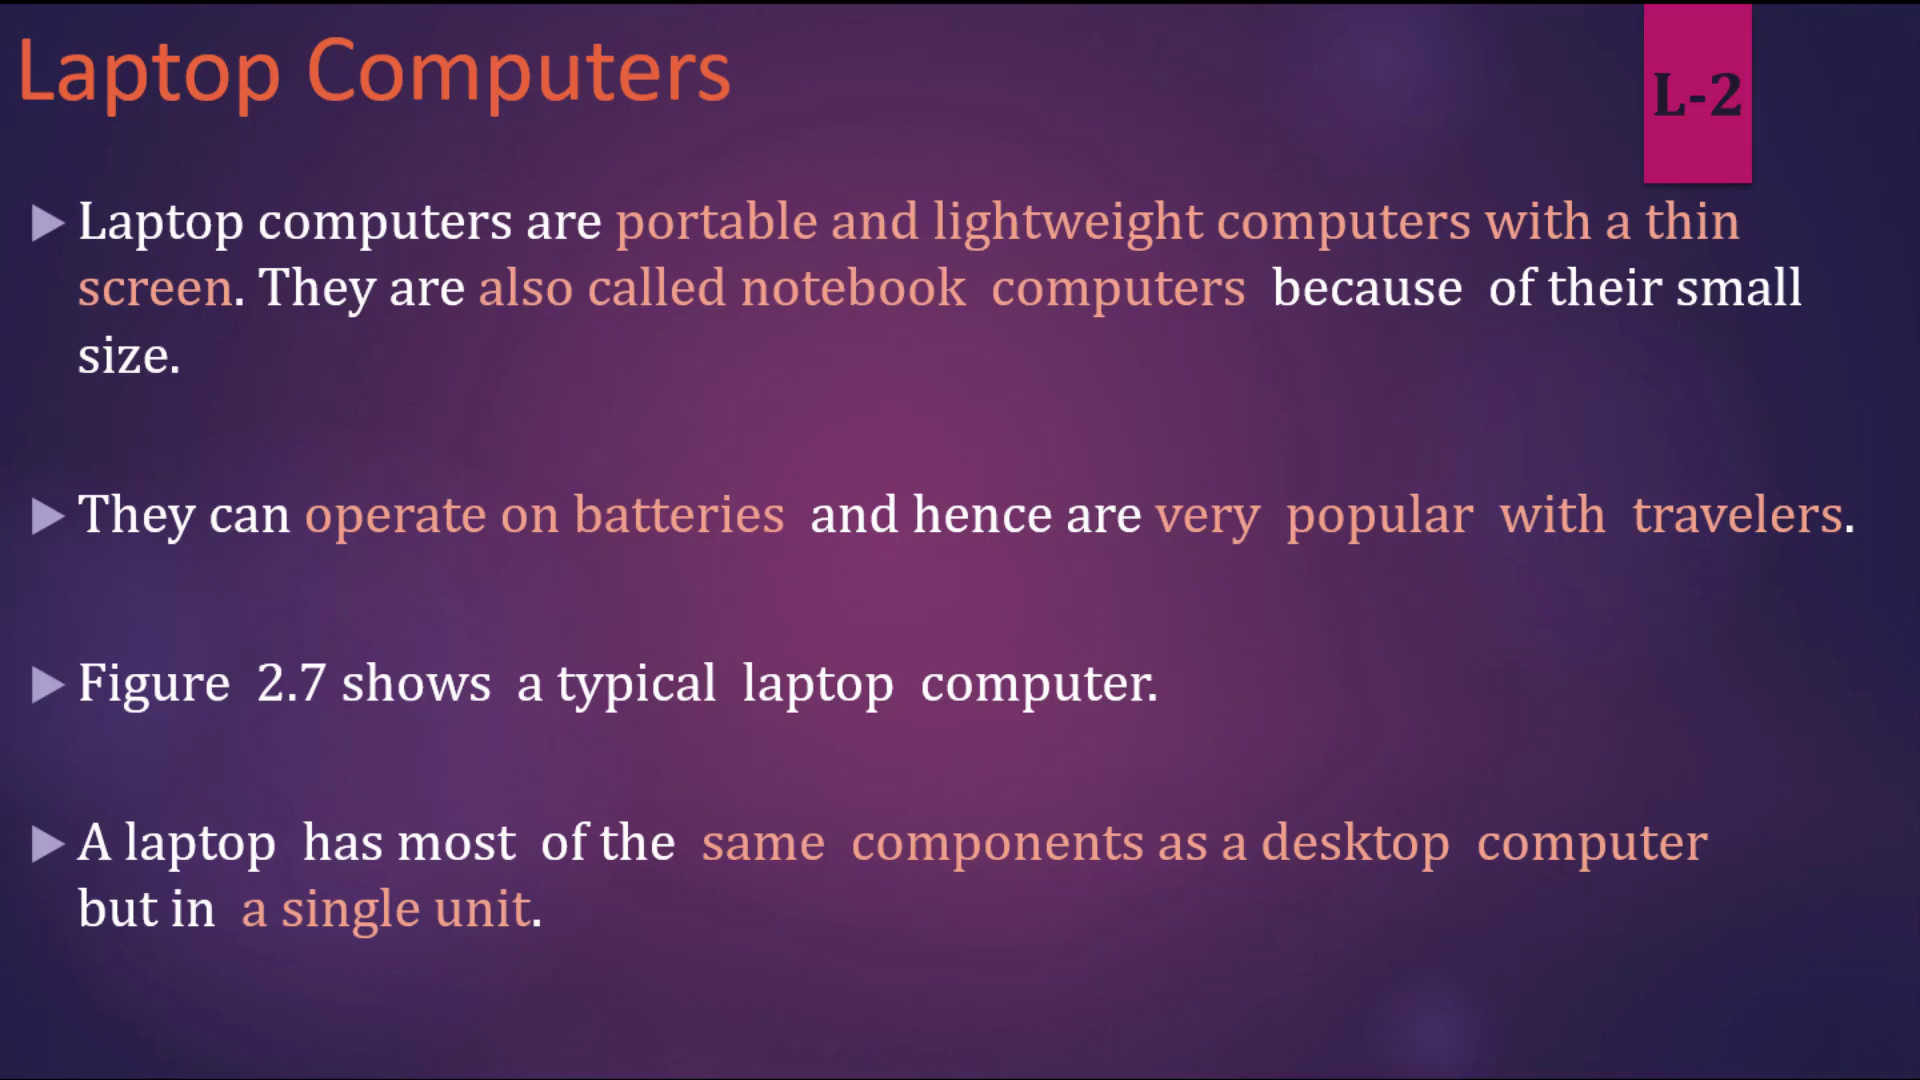 Laptop Computers
L-2
Laptop computers are portable and lightweight computers with a thin
screen. They are also called notebook computers because of their small
size.
They can operate on batteries and hence are very popular with travelers.
Figure 2.7 shows a typical laptop computer.
A laptop has most of the same components as a desktop computer
but in a single unit.